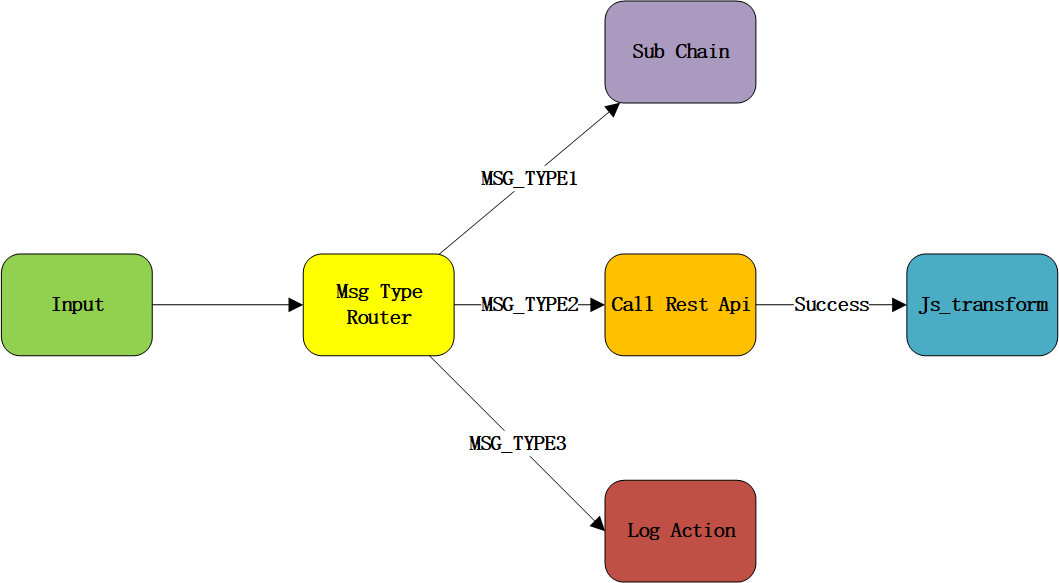 Sub Chain
MSG_TYPE1
Input
Msg Type
Router
MSG_TYPE2
Call Rest Api
Success
Js_transform
MSG_TYPE3
Log Action